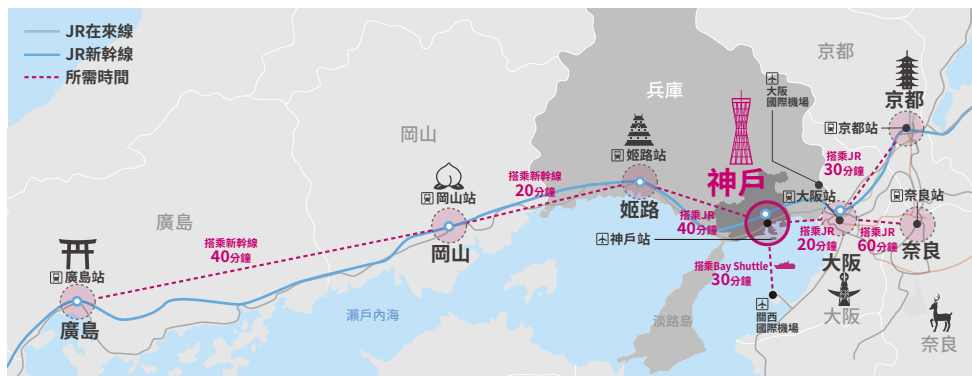 JR在來線
JR新幹線
所需時間
京都
兵庫
大阪
國際機場
京都
京都站
岡山
姬路站
搭乘JR
30分鐘
神戶
搭乘新幹線
20分鐘
岡山站
大阪站
奈良站
姬路
廣島
搭乘JR
40分鐘
搭乘JR
20分鐘
搭乘JR
60分鐘
神戶站
搭乘新幹線
40分鐘
岡山
奈良
大阪
搭乘Bay Shuttle
30分鐘
廣島站
瀨戶內海
淡路島
關西
國際機場
大阪
廣島
奈良